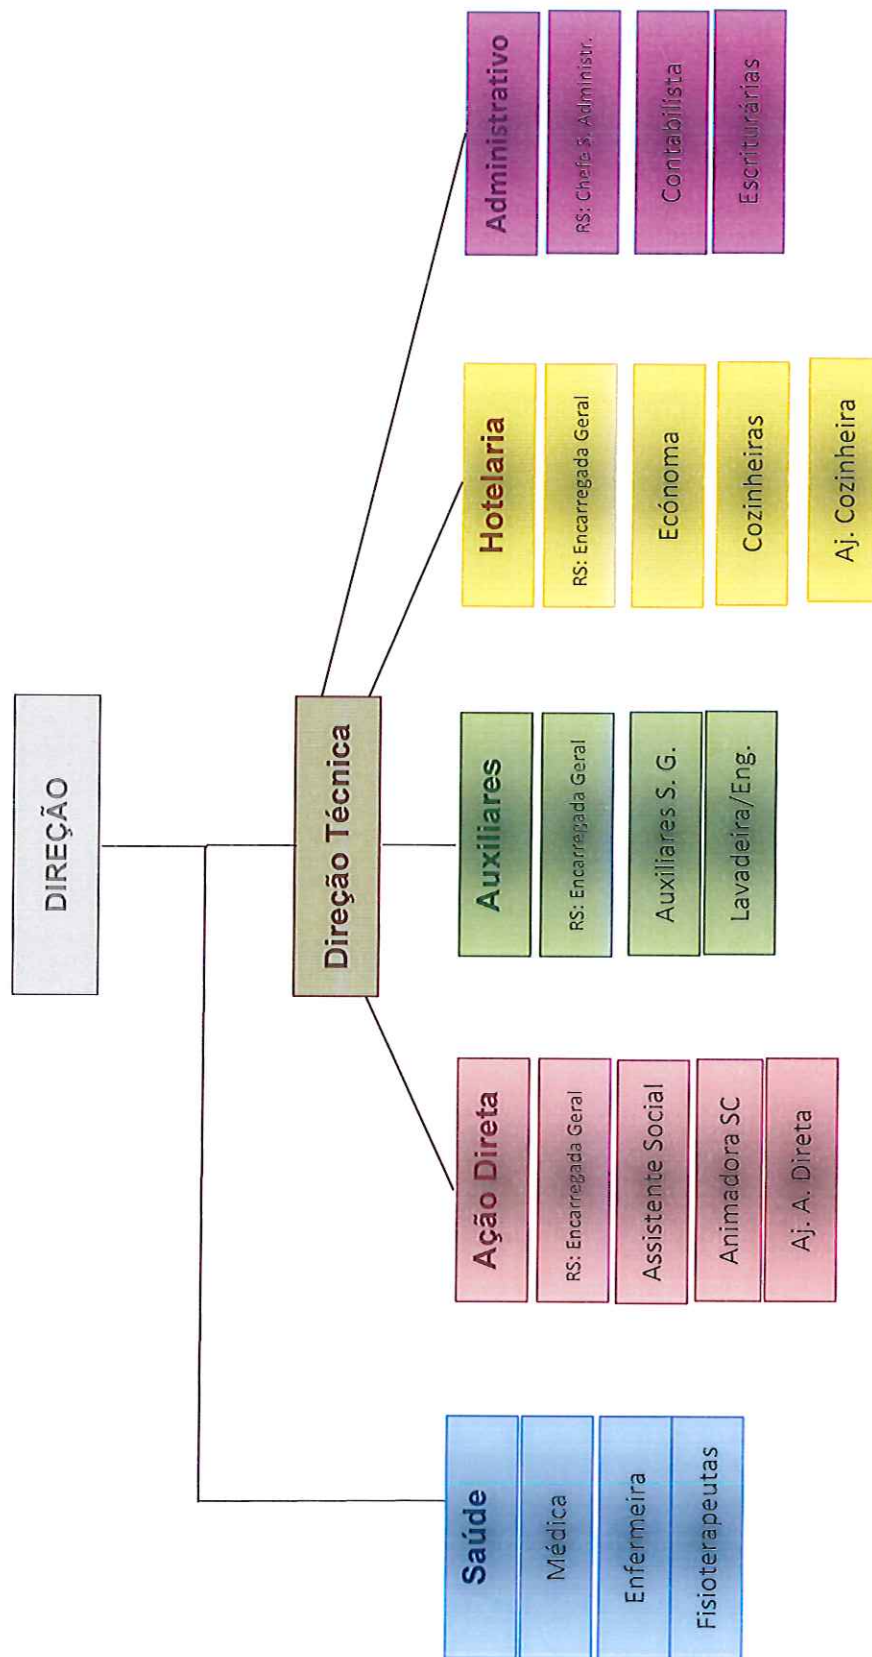 DIREÇÃO
Direção Técnica
Saúde
Médica
Enfermeira
Fisioterapeutas
Ação Direta
RS: Encarregada Geral
Assistente Social
Animadora SC
Aj. A. Direta
Auxiliares
RS: Encarregada Geral
Auxiliares S. G.
Lavadeira/Eng.
Hotelaria
RS: Encarregada Geral
Ecónoma
Cozinheiras
Aj. Cozinheira
Administrativo
RS: Chefe S. Administr.
Contabilista
Escriturárias